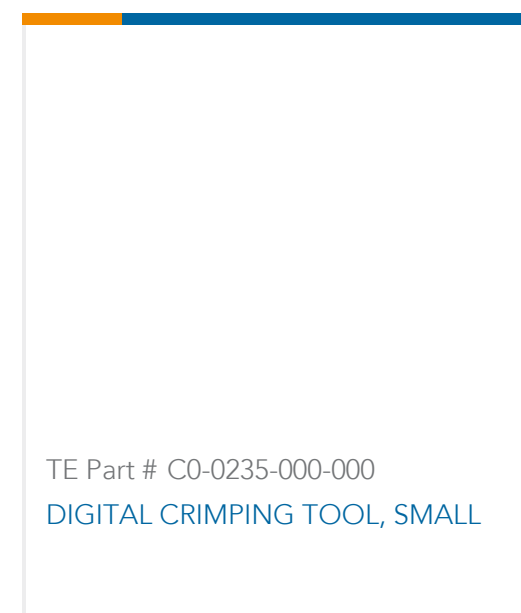 TE Part # C0-0235-000-000
DIGITAL CRIMPING TOOL, SMALL